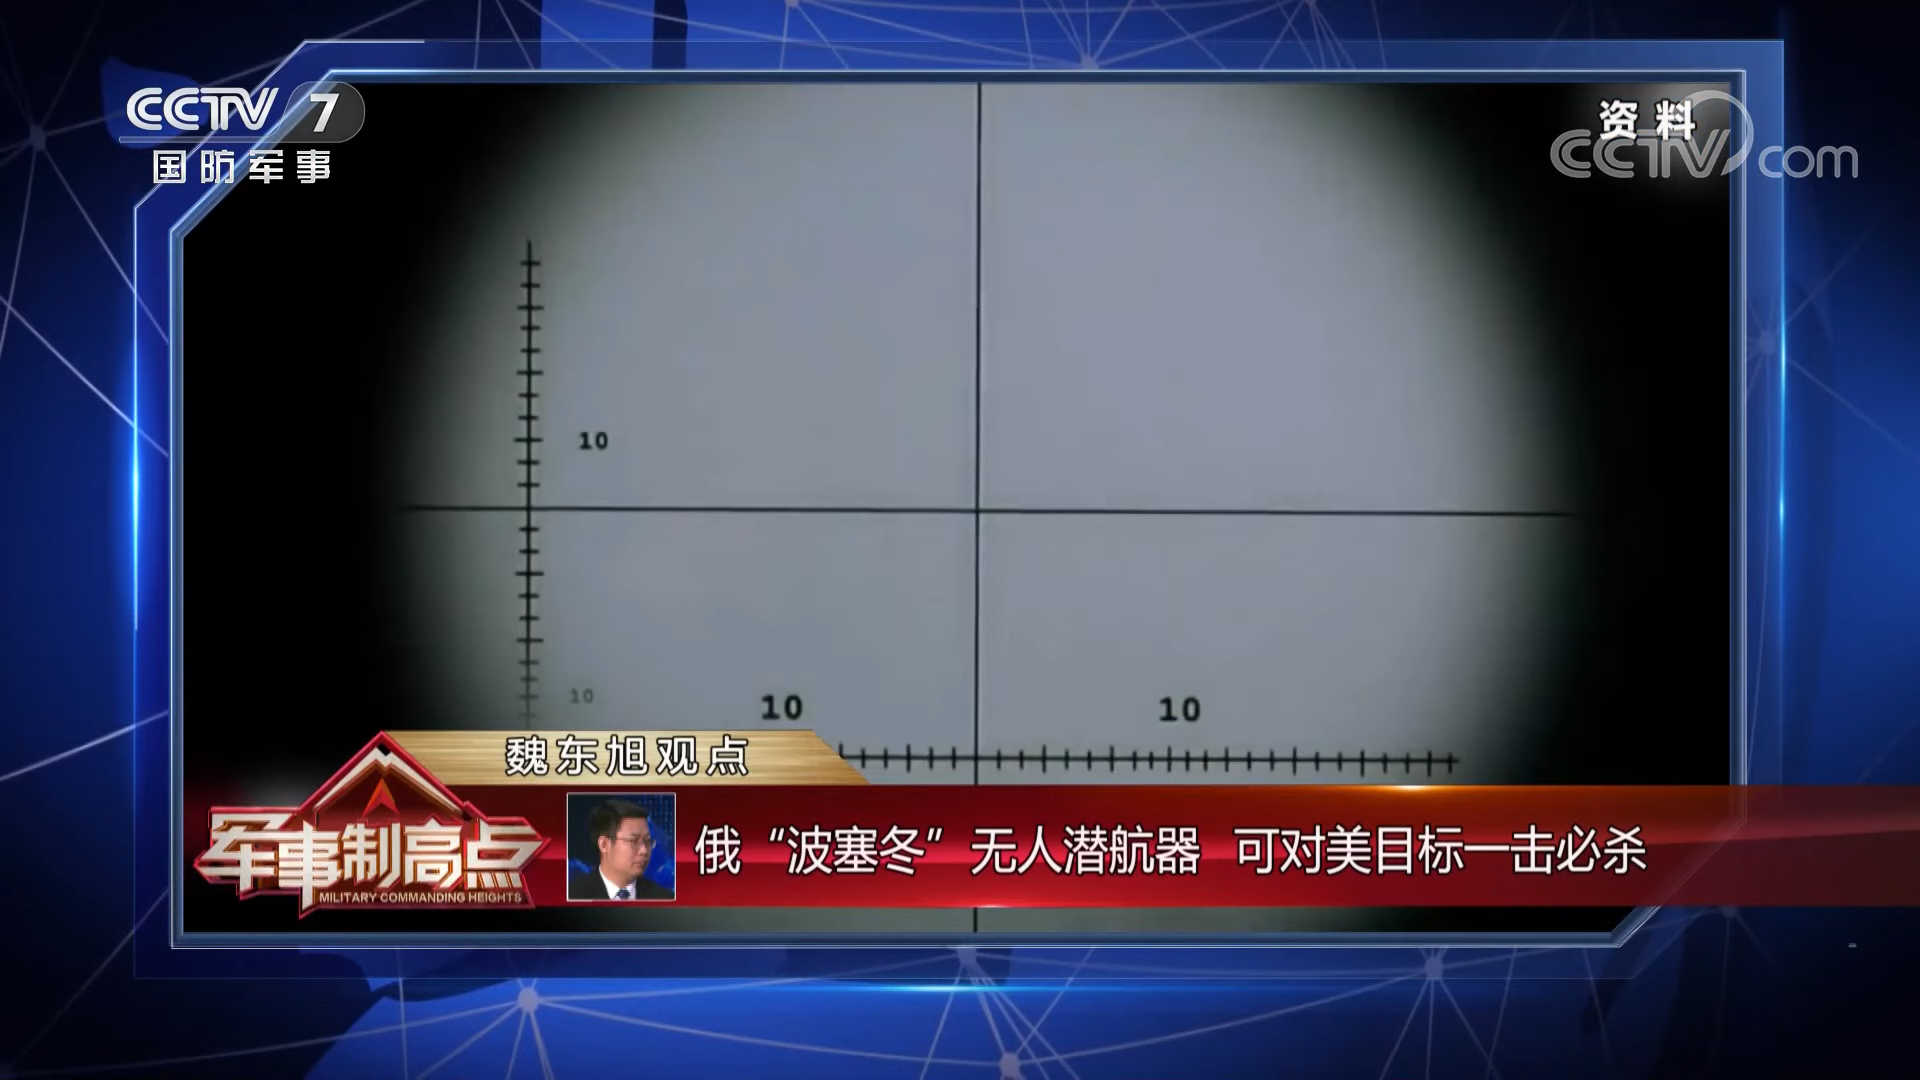 CCTV 7
国防军事
资料
CCTV com
10
10
10
10
魏东旭观点
军事制高点
MILITARY COMMANDING HEIGHTS
俄“波塞冬”无人潜航器 可对美目标一击必杀